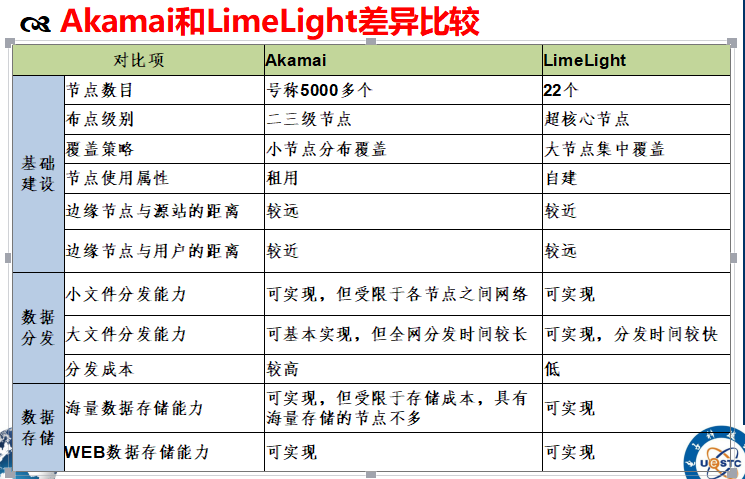 Akamai和LimeLight差异比较
对比项 Akamai LimeLight
基础
建设
节点数目 号称5000多个 22个
布点级别 二三级节点 超核心节点
覆盖策略 小节点分布覆盖 大节点集中覆盖
节点使用属性 租用 自建
边缘节点与源站的距离 较远 较近
边缘节点与用户的距离 较近 较远
数据
分发
小文件分发能力 可实现，但受限于各节点之间网络 可实现
大文件分发能力 可基本实现，但全网分发时间较长 可实现，分发时间较快
分发成本 较高 低
数据
存储
海量数据存储能力 可实现，但受限于存储成本，具有
海量存储的节点不多 可实现
WEB数据存储能力 可实现 可实现
UESTC